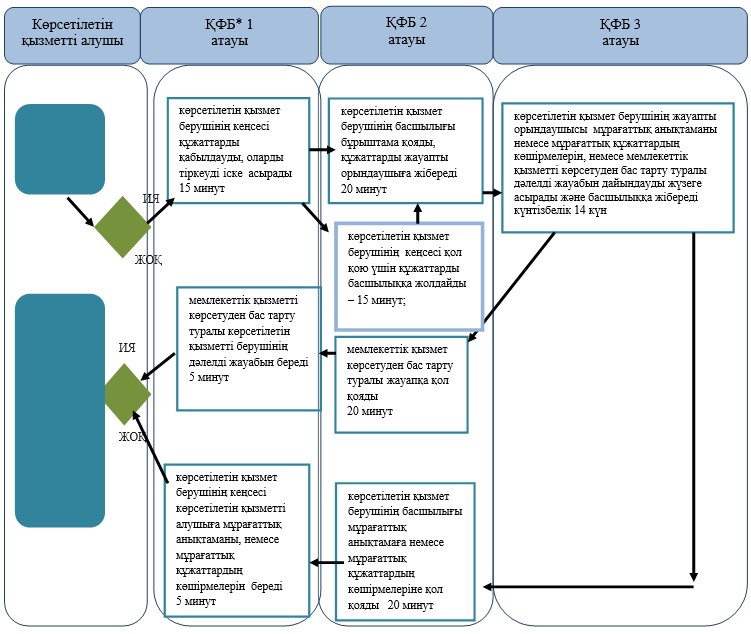 Көрсетілетін
қызметті алушы
ҚФБ* 1
атауы
ҚФБ 2
атауы
ҚФБ 3
атауы
көрсетілетін қызмет
берушінің кеңсесі
құжаттарды
қабылдауды, оларды
тіркеуді іске  асырады
15 минут
көрсетілетін қызмет
берушінің басшылығы
бұрыштама қояды,
құжаттарды жауапты
орындаушыға жібереді
20 минут
көрсетілетін қызмет берушінің жауапты
орындаушысы  мұрағаттық анықтаманы
немесе мұрағаттық құжаттардың
көшірмелерін, немесе мемлекеттік
қызметті көрсетуден бас тарту туралы
дәлелді жауабын дайындауды жүзеге
асырады және басшылыққа жібереді
күнтізбелік 14 күн
ИЯ
ЖОҚ
көрсетілетін қызмет
берушінің  кеңсесі қол
қою үшін құжаттарды
басшылыққа жолдайды
– 15 минут;
мемлекеттік қызметті
көрсетуден бас тарту
туралы көрсетілетін
қызметті берушінің
дәлелді жауабын береді
5 минут
ИЯ
мемлекеттік қызмет
көрсетуден бас тарту
туралы жауапқа қол
қояды
20 минут
ЖОҚ
көрсетілетін қызмет
берушінің кеңсесі
көрсетілетін қызметті
алушыға мұрағаттық
анықтаманы, немесе
мұрағаттық
құжаттардың
көшірмелерін  береді
5 минут
көрсетілетін қызмет
берушінің басшылығы
мұрағаттық
анықтамаға немесе
мұрағаттық
құжаттардың
көшірмелеріне қол
қояды   20 минут